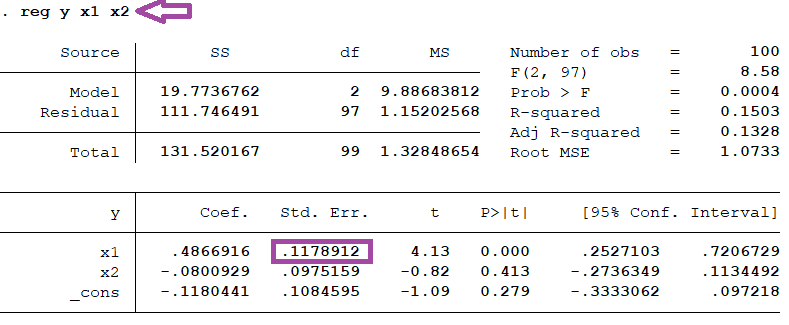 . reg y x1 x2
Source SS df MS Number of obs = 100
F(2, 97) = 8.58
Model 19.7736762 2 9.88683812 Prob > F = 0.0004
Residual 111.746491 97 1.15202568 R-squared = 0.1503
Adj R-squared = 0.1328
Total 131.520167 99 1.32848654 Root MSE = 1.0733
y Coef. Std. Err. t P>|t| [95% Conf. Interval]
x1 .4866916 .1178912 4.13 0.000 .2527103 .7206729
x2 -.0800929 .0975159 -0.82 0.413 -.2736349 .1134492
_cons -.1180441 .1084595 -1.09 0.279 -.3333062 .097218